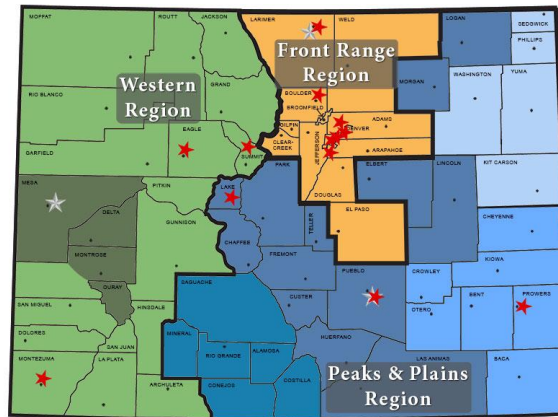 MOFFAT
ROUTT
JACKSON
LARIMER
WELD
LOGAN
SEDGWICK
PHILLIPS
Front Range
Region
MORGAN
WASHINGTON
YUMA
RIO BLANCO
Western
Region
GRAND
BOULDER
BROOMFIELD
GILPIN
ADAMS
DENVER
CLEAR-
CREEK
JEFFERSON
ARAPAHOE
GARFIELD
EAGLE
SUMMIT
PARK
DOUGLAS
ELBERT
LINCOLN
KIT CARSON
MESA
PITKIN
LAKE
DELTA
GUNNISON
CHAFFEE
TELLER
EL PASO
CHEYENNE
MONTROSE
FREMONT
KIOWA
OURAY
SAGUACHE
CUSTER
PUEBLO
CROWLEY
SAN MIGUEL
HINSDALE
OTERO
BENT
PROWERS
DOLORES
SAN JUAN
MINERAL
HUERFANO
MONTEZUMA
LA PLATA
RIO GRANDE
ALAMOSA
LAS AMIMAS
BACA
ARCHULETA
CONEJOS
COSTILLA
Peaks & Plains
Region